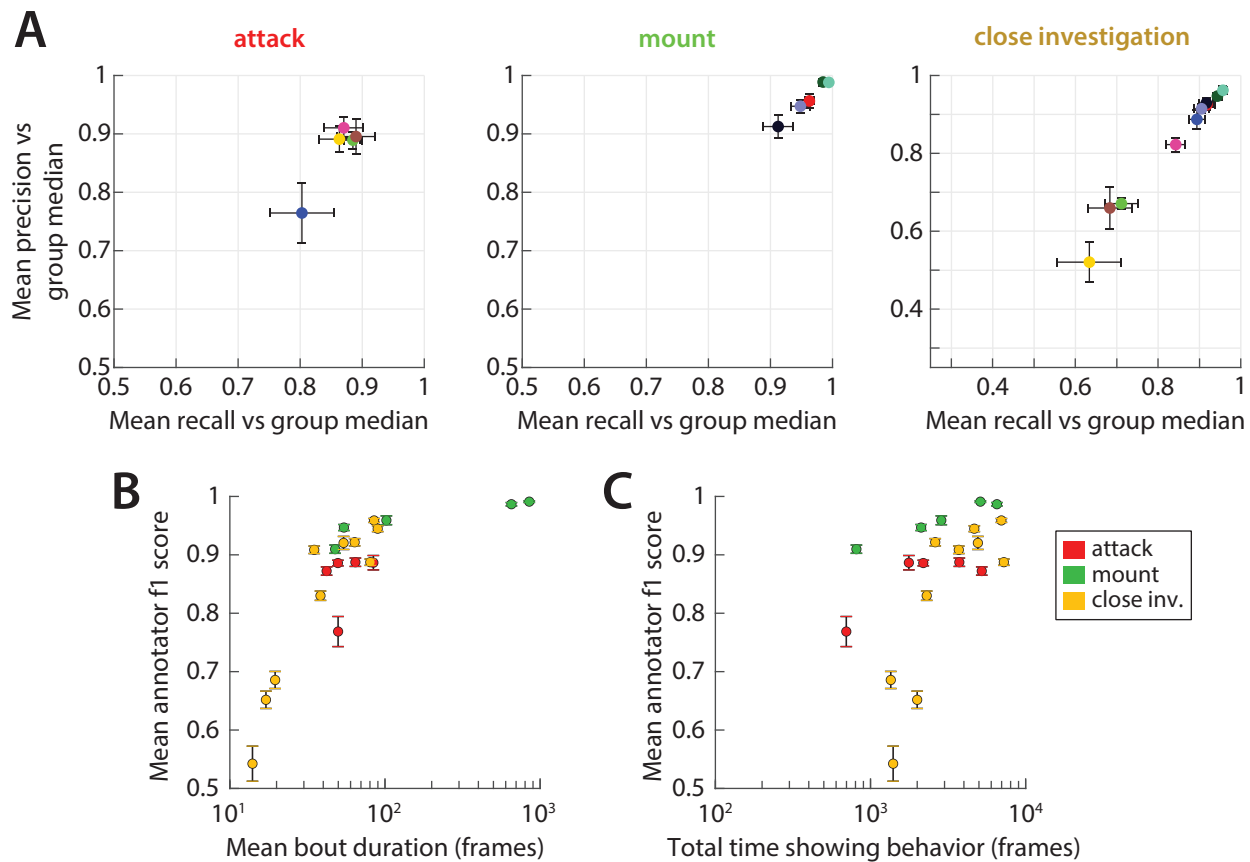 A
attack
mount
close investigation
Mean precision vs
group median
1
0.9
0.8
0.7
0.6
0.5
0.5 0.6 0.7 0.8 0.9 1
Mean recall vs group median
1
0.9
0.8
0.7
0.6
0.5
0.5 0.6 0.7 0.8 0.9 1
Mean recall vs group median
1
0.8
0.6
0.4
0.4 0.6 0.8 1
Mean recall vs group median
B
Mean annotator f1 score
1
0.9
0.8
0.7
0.6
0.5
10¹ 10² 10³
Mean bout duration (frames)
C
Mean annotator f1 score
1
0.9
0.8
0.7
0.6
0.5
10² 10³ 10⁴
Total time showing behavior (frames)
attack
mount
close inv.